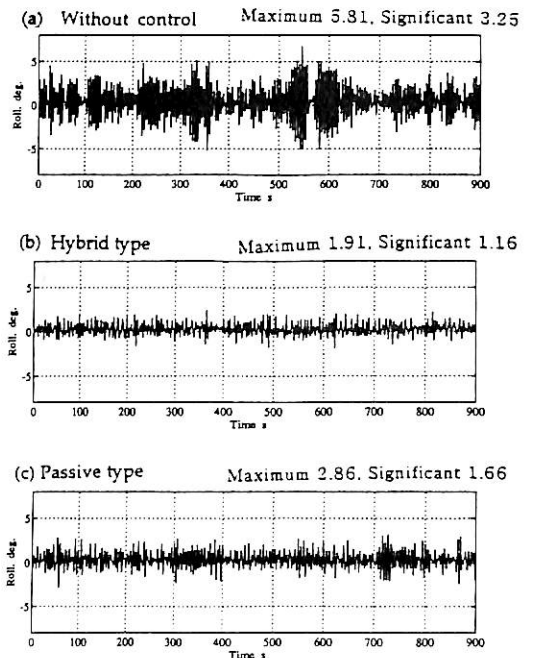 (a) Without control Maximum 5.81, Significant 3.25
5
0
-5
Roll. deg.
0 100 200 300 400 500 600 700 800 900
Time s
(b) Hybrid type Maximum 1.91, Significant 1.16
5
0
-5
Roll. deg.
0 100 200 300 400 500 600 700 800 900
Time s
(c) Passive type Maximum 2.86, Significant 1.66
5
0
-5
Roll. deg.
0 100 200 300 400 500 600 700 800 900
Time s